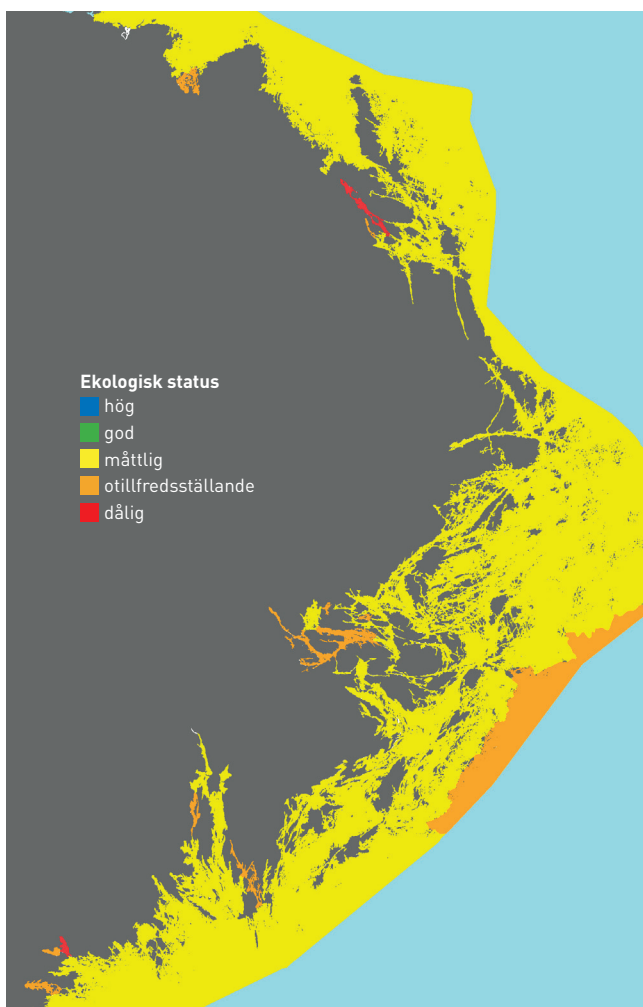 Ekologisk status
hög
god
måttlig
otillfredsställande
dålig